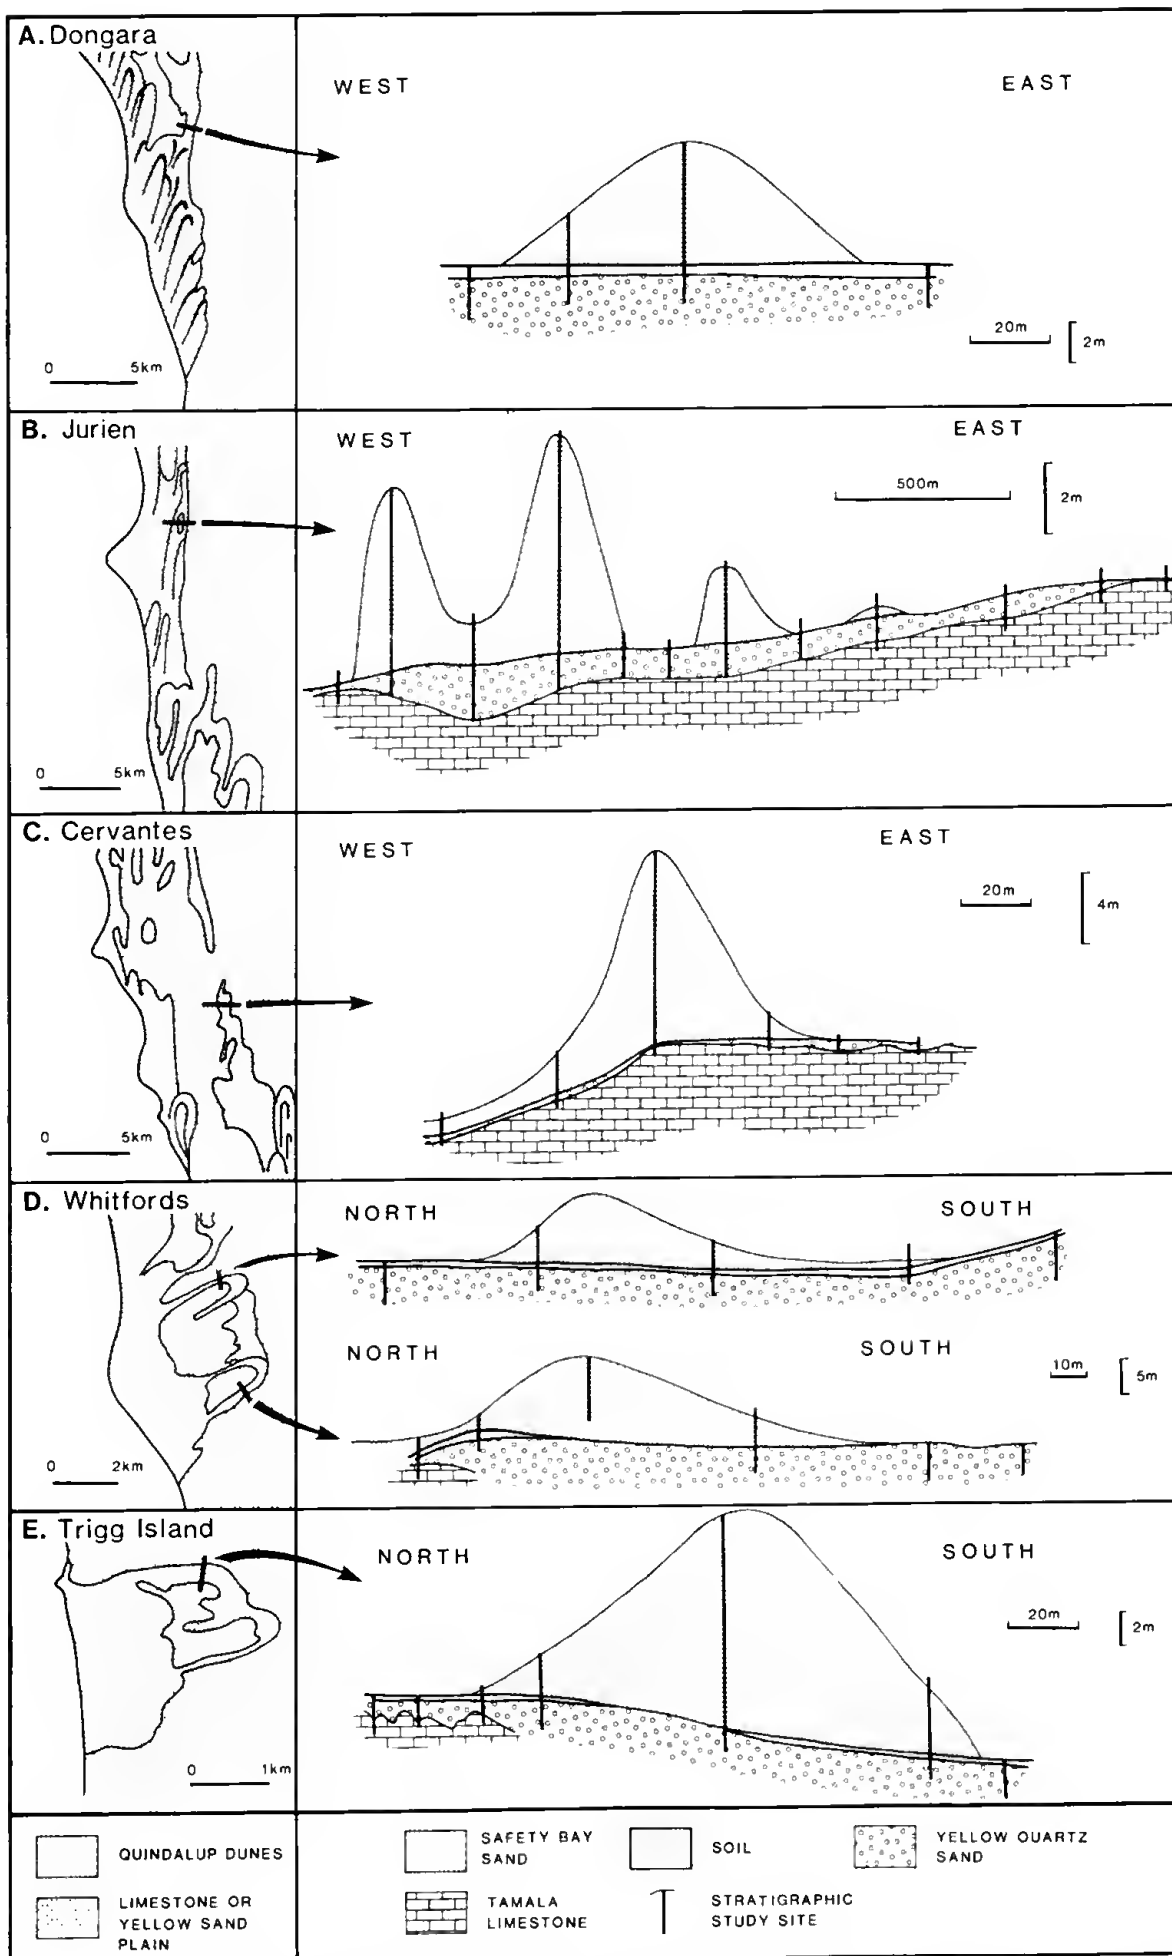 A. Dongara
WEST
EAST
0 5km
20m 2m
B. Jurien
WEST
EAST
500m 2m
0 5km
C. Cervantes
WEST
EAST
20m 4m
0 5km
D. Whitfords
NORTH
SOUTH
NORTH
SOUTH
10m 5m
0 2km
E. Trigg Island
NORTH
SOUTH
20m 2m
0 1km
QUINDALUP DUNES
LIMESTONE OR
YELLOW SAND
PLAIN
SAFETY BAY
SAND
SOIL
YELLOW QUARTZ
SAND
TAMALA
LIMESTONE
STRATIGRAPHIC
STUDY SITE